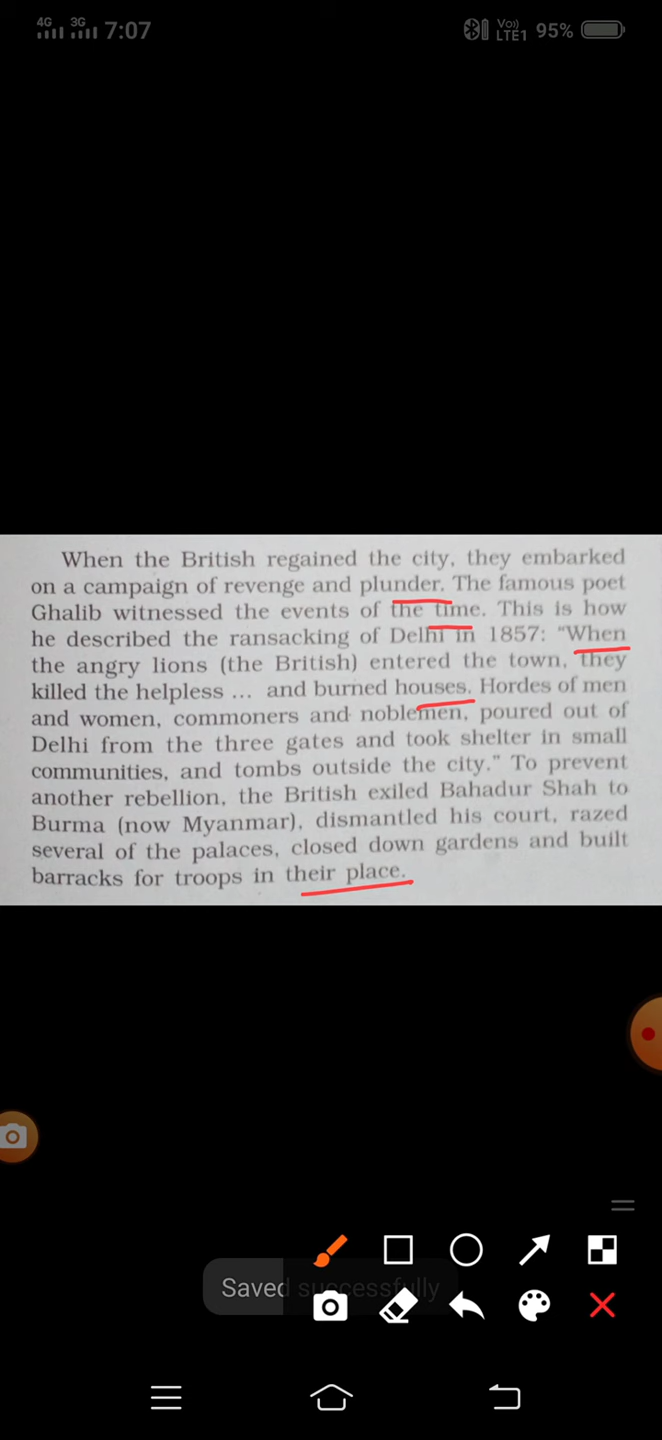 4G 3G 7:07 Vo)) LTE1 95%
When the British regained the city, they embarked
on a campaign of revenge and plunder. The famous poet
Ghalib witnessed the events of the time. This is how
he described the ransacking of Delhi in 1857: “When
the angry lions (the British) entered the town, they
killed the helpless ... and burned houses. Hordes of men
and women, commoners and noblemen, poured out of
Delhi from the three gates and took shelter in small
communities, and tombs outside the city.” To prevent
another rebellion, the British exiled Bahadur Shah to
Burma (now Myanmar), dismantled his court, razed
several of the palaces, closed down gardens and built
barracks for troops in their place.
Saved successfully